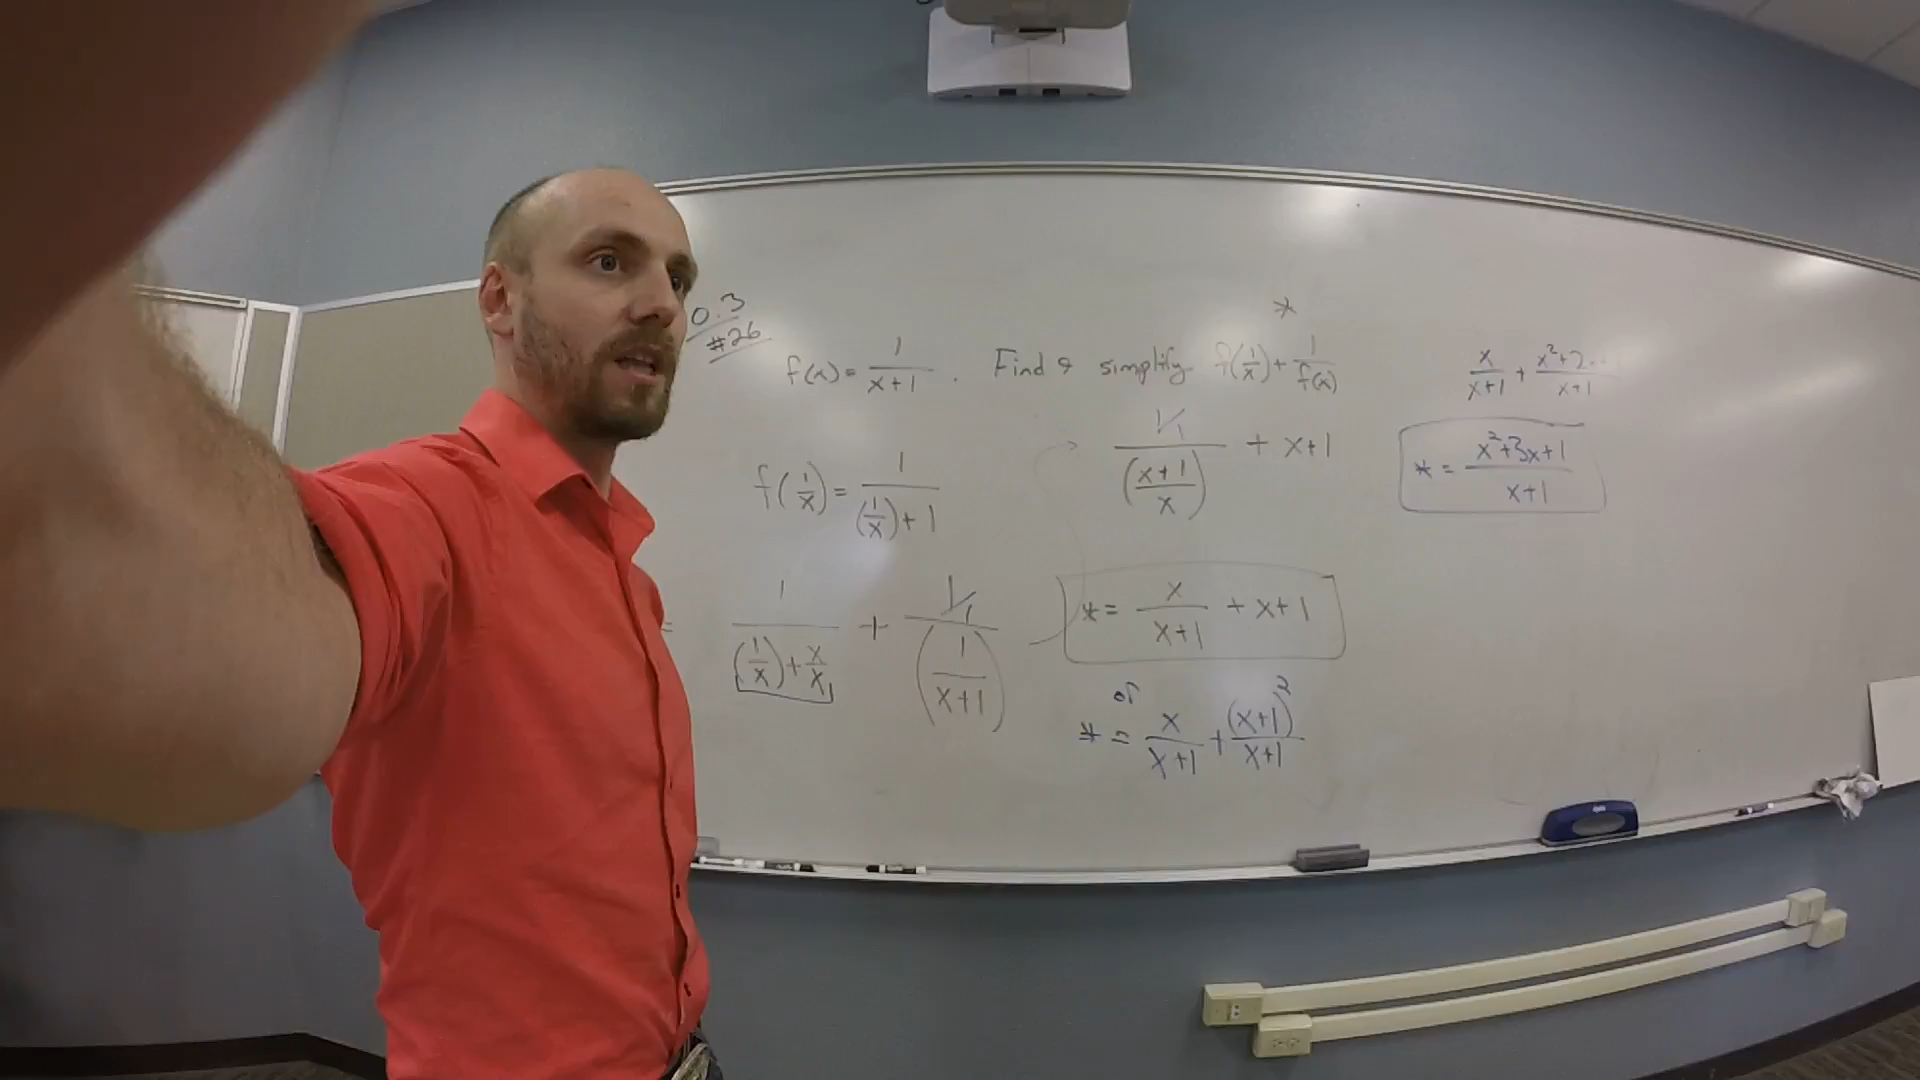 0.3
#26
f(x) = 1/(x+1) . Find & simplify f(1/x) + 1/f(x)
*
f(1/x) = 1/((1/x)+1)
= 1/((1/x)+x/x) + (1/1)/(1/(x+1))
(1/1)/((x+1)/x) + x+1
* = x/(x+1) + x+1
or
* = x/(x+1) + (x+1)²/(x+1)
x/(x+1) + x²+2.../(x+1)
* = (x²+3x+1)/(x+1)